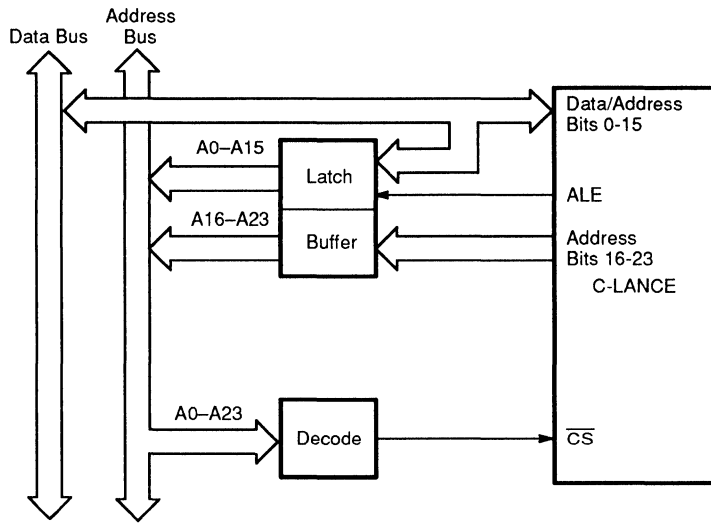 Data Bus
Address
Bus
Data/Address
Bits 0-15
A0–A15
Latch
ALE
A16–A23
Buffer
Address
Bits 16-23
C-LANCE
A0–A23
Decode
C̅S̅